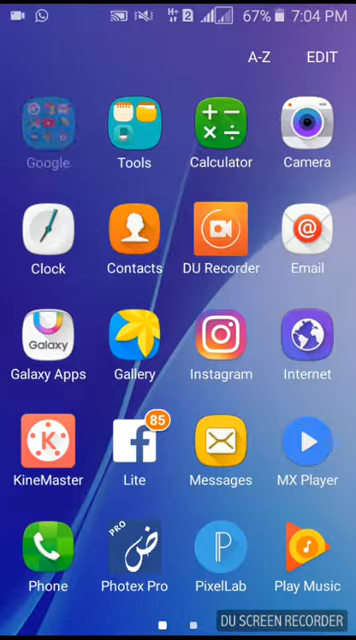 H+ 2 67% 7:04 PM
A-Z EDIT
Google Tools Calculator Camera
Clock Contacts DU Recorder Email
Galaxy
Galaxy Apps Gallery Instagram Internet
85
KineMaster Lite Messages MX Player
PRO ض
Phone Photex Pro PixelLab Play Music
DU SCREEN RECORDER